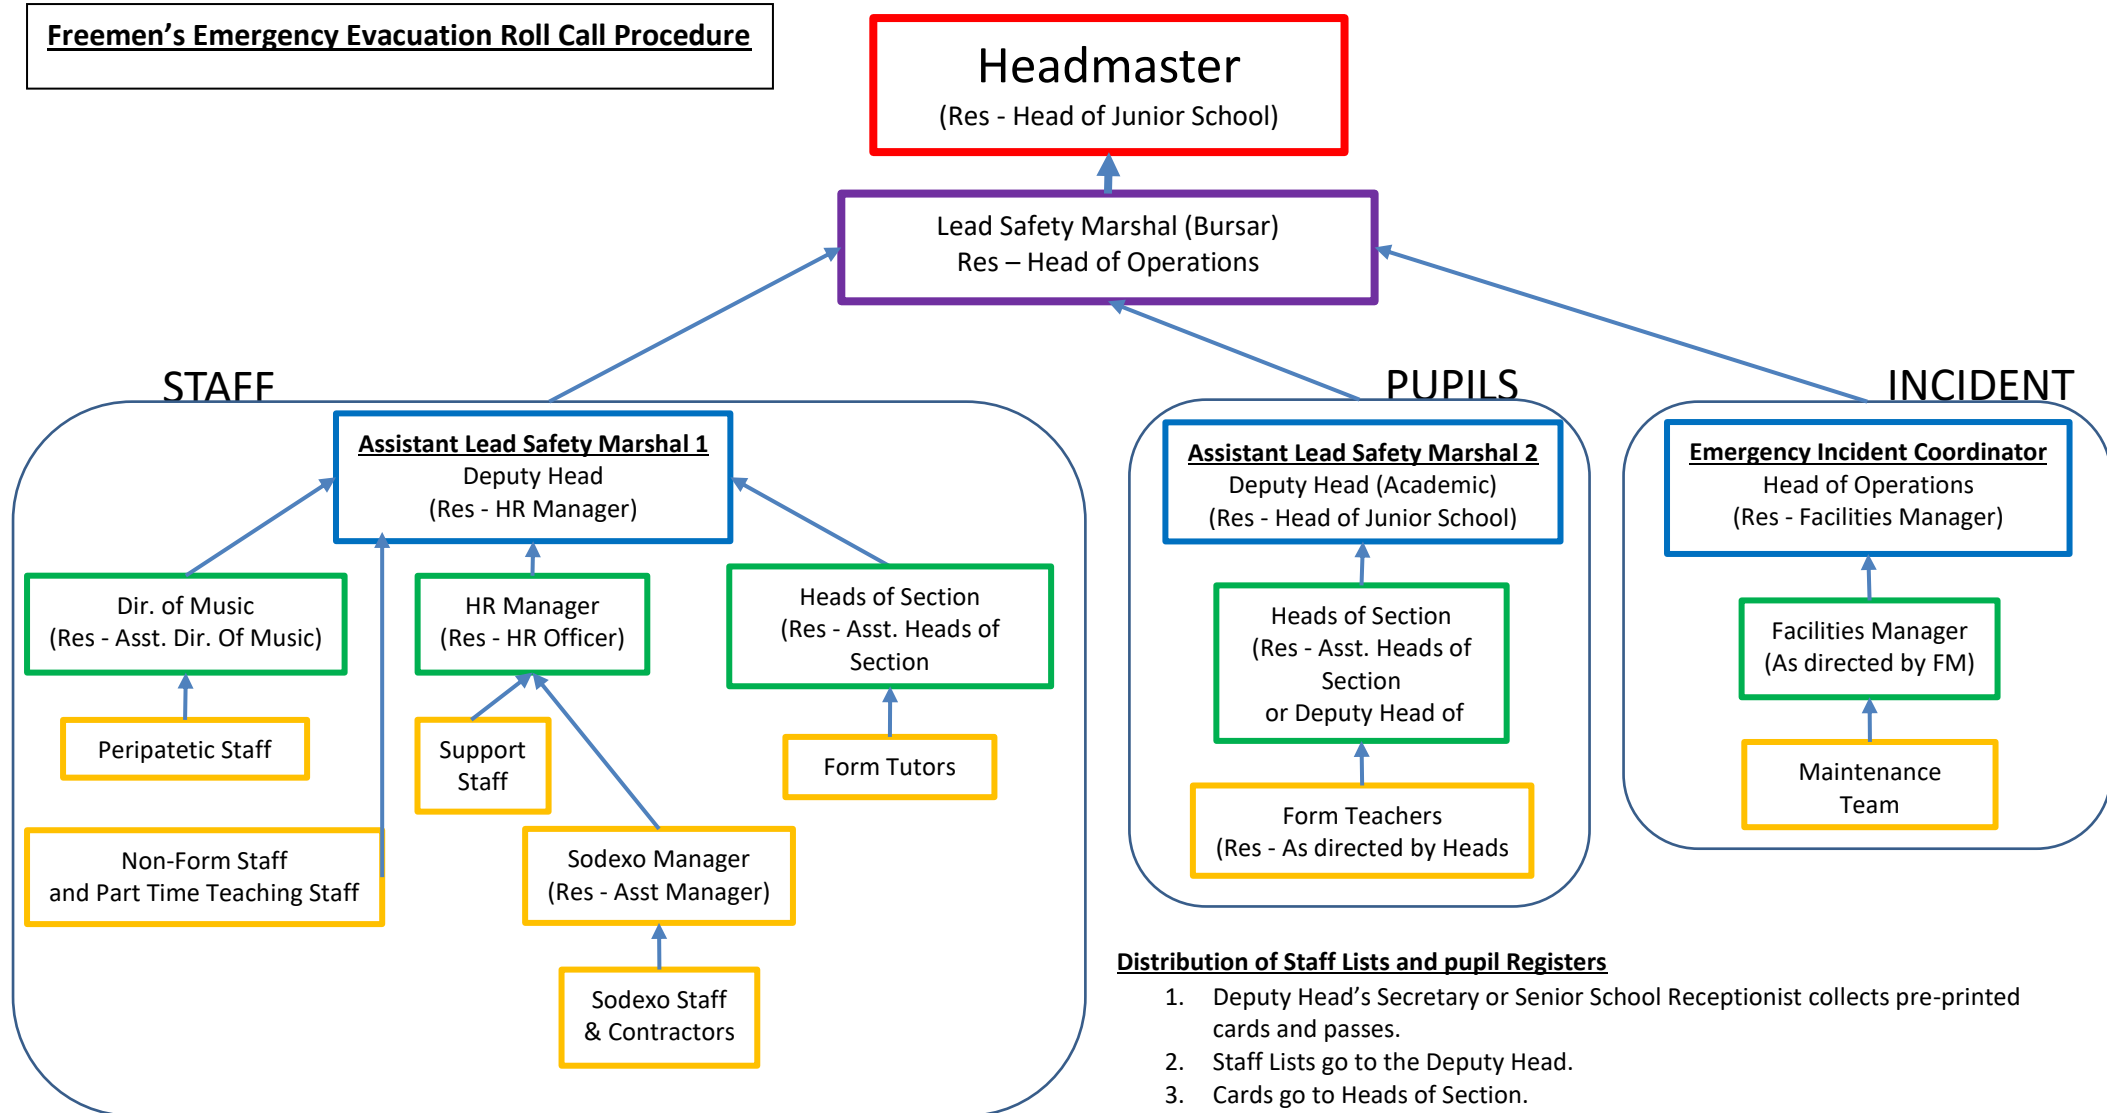 Freemen’s Emergency Evacuation Roll Call Procedure
Headmaster
(Res - Head of Junior School)
Lead Safety Marshal (Bursar)
Res – Head of Operations
STAFF
Assistant Lead Safety Marshal 1
Deputy Head
(Res - HR Manager)
Dir. of Music
(Res - Asst. Dir. Of Music)
HR Manager
(Res - HR Officer)
Heads of Section
(Res - Asst. Heads of
Section
Peripatetic Staff
Support
Staff
Form Tutors
Non-Form Staff
and Part Time Teaching Staff
Sodexo Manager
(Res - Asst Manager)
Sodexo Staff
& Contractors
PUPILS
Assistant Lead Safety Marshal 2
Deputy Head (Academic)
(Res - Head of Junior School)
Heads of Section
(Res - Asst. Heads of
Section
or Deputy Head of
Form Teachers
(Res - As directed by Heads
INCIDENT
Emergency Incident Coordinator
Head of Operations
(Res - Facilities Manager)
Facilities Manager
(As directed by FM)
Maintenance
Team
Distribution of Staff Lists and pupil Registers
1. Deputy Head’s Secretary or Senior School Receptionist collects pre-printed
cards and passes.
2. Staff Lists go to the Deputy Head.
3. Cards go to Heads of Section.